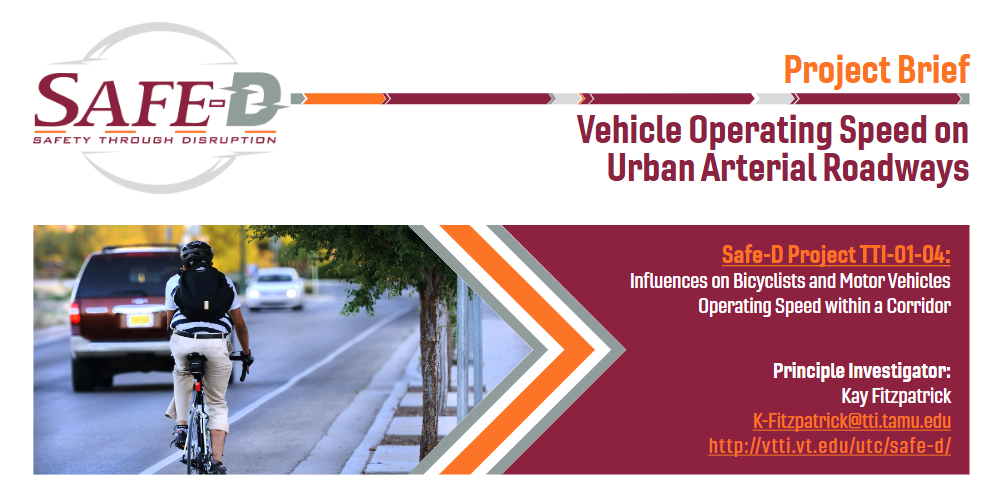 SAFE-D
SAFETY THROUGH DISRUPTION
Project Brief
Vehicle Operating Speed on
Urban Arterial Roadways
Safe-D Project TTI-01-04:
Influences on Bicyclists and Motor Vehicles
Operating Speed within a Corridor
Principle Investigator:
Kay Fitzpatrick
K-Fitzpatrick@tti.tamu.edu
http://vtti.vt.edu/utc/safe-d/